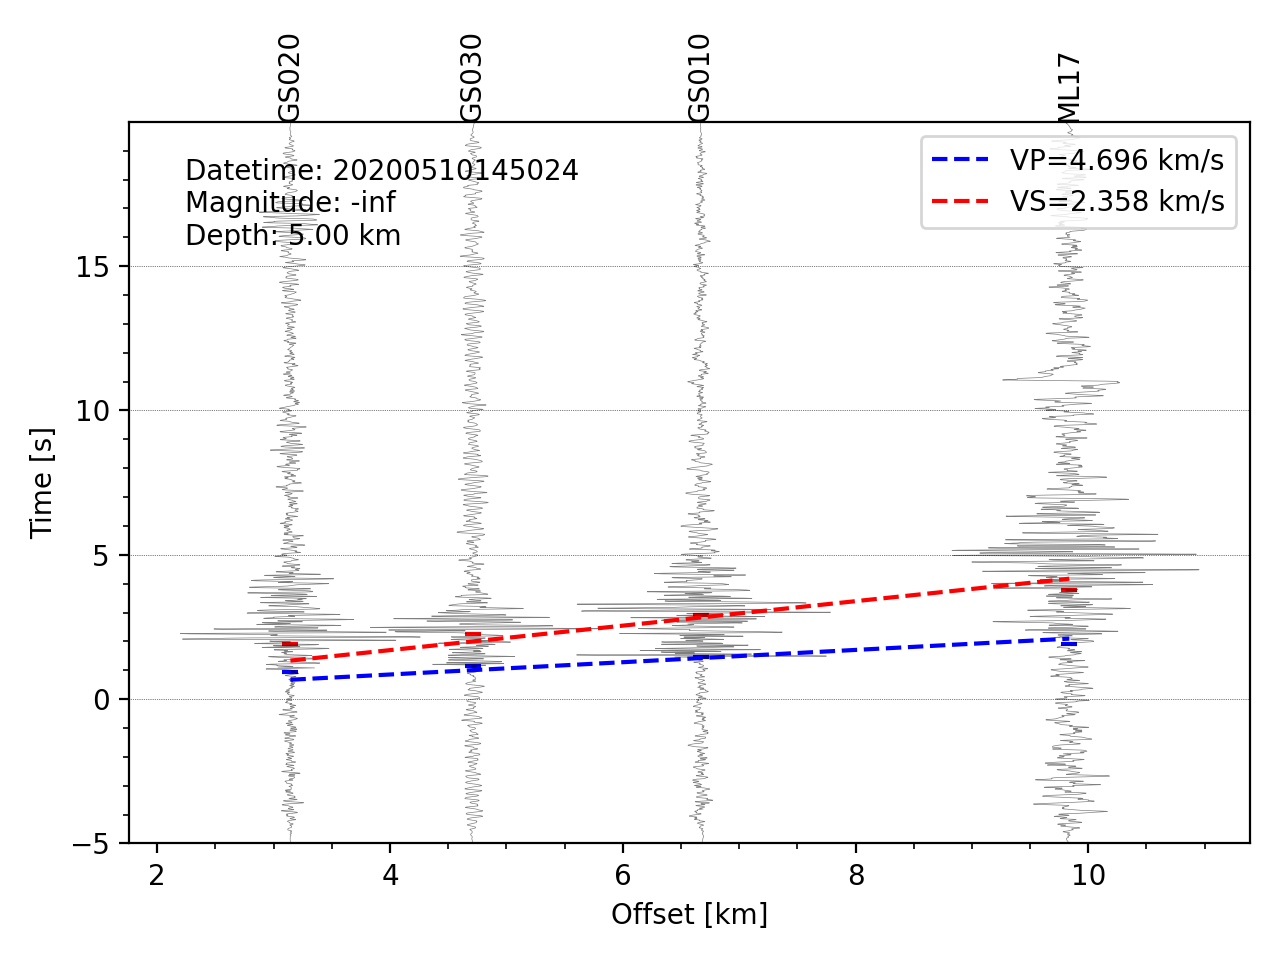 GS020
GS030
GS010
ML17
Datetime: 20200510145024
Magnitude: -inf
Depth: 5.00 km
VP=4.696 km/s
VS=2.358 km/s
15
10
5
0
−5
Time [s]
2
4
6
8
10
Offset [km]